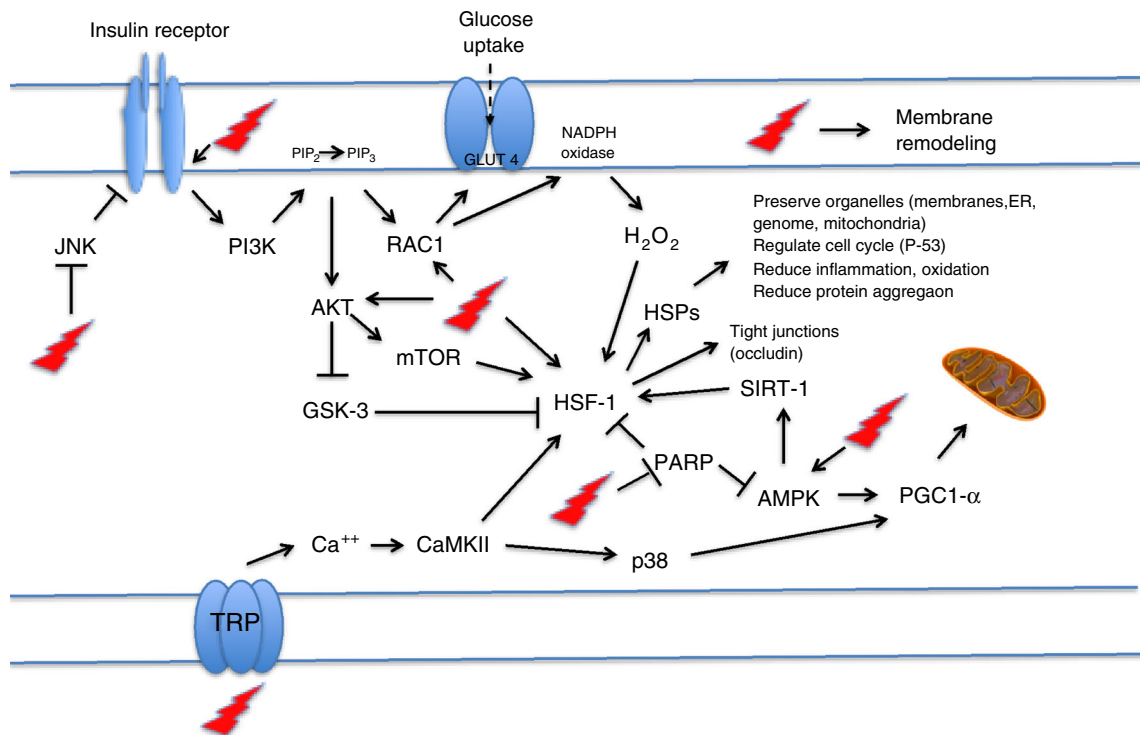 Insulin receptor
Glucose
uptake
NADPH
oxidase
PIP2
PIP3
GLUT 4
Membrane
remodeling
JNK
PI3K
RAC1
H2O2
Preserve organelles (membranes,ER,
genome, mitochondria)
Regulate cell cycle (P-53)
Reduce inflammation, oxidation
Reduce protein aggregaon
AKT
HSPs
mTOR
Tight junctions
(occludin)
GSK-3
HSF-1
SIRT-1
PARP
AMPK
PGC1-α
Ca++
CaMKII
p38
TRP